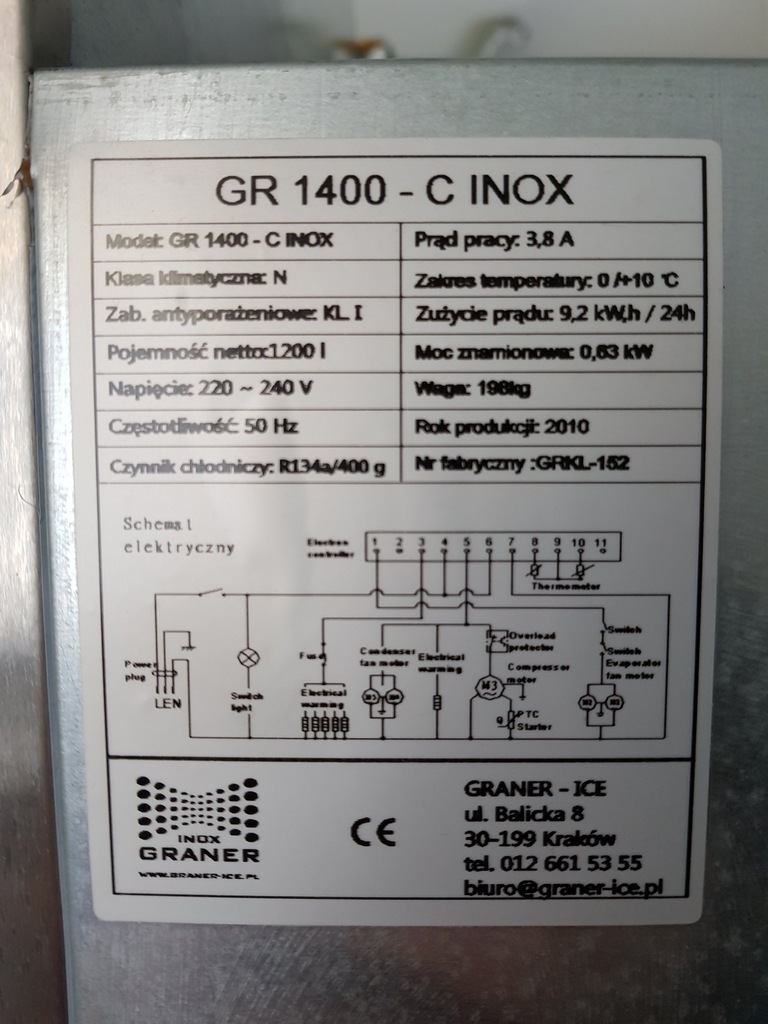 GR 1400 - C INOX
Model: GR 1400 - C INOX
Prąd pracy: 3,8 A
Klasa klimatyczna: N
Zakres temperatury: 0 /+10 °C
Zab. antyporażeniowe: KL I
Zużycie prądu: 9,2 kW,h / 24h
Pojemność netto:1200 l
Moc znamionowa: 0,63 kW
Napięcie: 220 ~ 240 V
Waga: 198kg
Częstotliwość: 50 Hz
Rok produkcji: 2010
Czynnik chłodniczy: R134a/400 g
Nr fabryczny :GRKL-152
Schemat
elektryczny
Electron
controller
1 2 3 4 5 6 7 8 9 10 11
Thermomotor
Power
plug
LEN
Switch
light
Fuse
Electrical
warming
Condenser
fan motor
Electrical
warming
Overload
protector
Compressor
motor
M3
Q
PTC
Starter
Switch
Switch
Evaporator
fan motor
INOX
GRANER
WWW.GRANER-ICE.PL
CE
GRANER - ICE
ul. Balicka 8
30-199 Kraków
tel. 012 661 53 55
biuro@graner-ice.pl